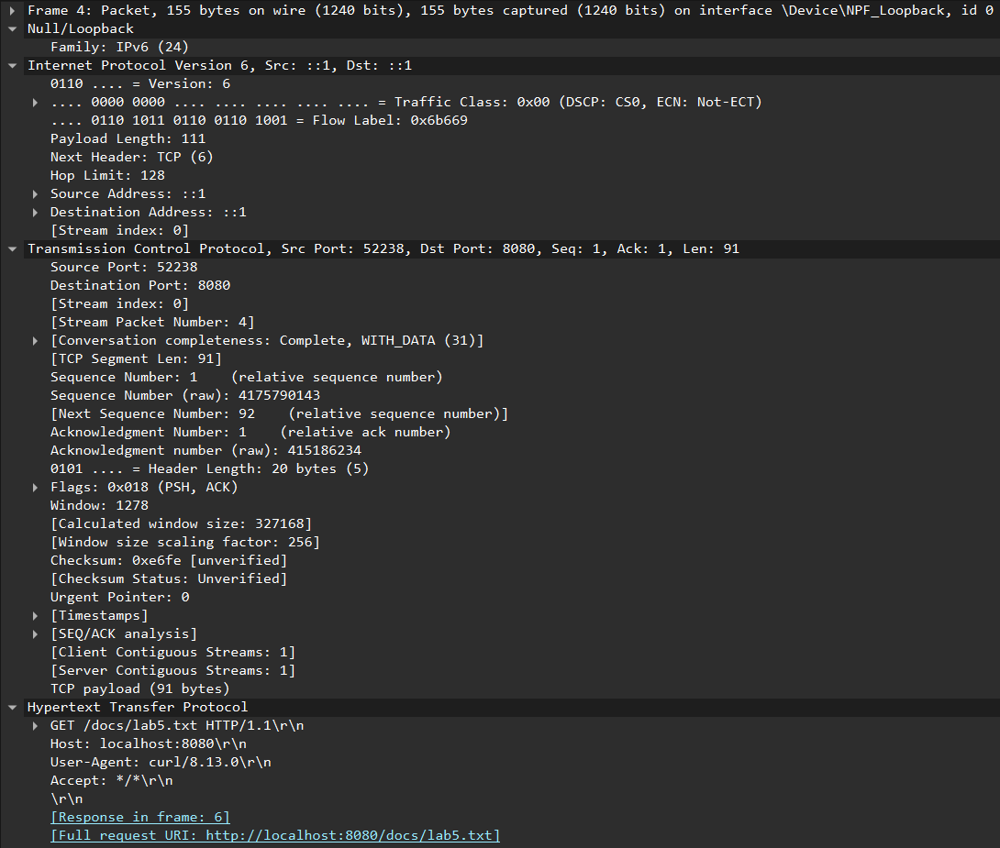 Frame 4: Packet, 155 bytes on wire (1240 bits), 155 bytes captured (1240 bits) on interface \Device\NPF_Loopback, id 0
Null/Loopback
Family: IPv6 (24)
Internet Protocol Version 6, Src: ::1, Dst: ::1
0110 .... = Version: 6
.... 0000 0000 .... .... .... .... .... = Traffic Class: 0x00 (DSCP: CS0, ECN: Not-ECT)
.... 0110 1011 0110 0110 1001 = Flow Label: 0x6b669
Payload Length: 111
Next Header: TCP (6)
Hop Limit: 128
Source Address: ::1
Destination Address: ::1
[Stream index: 0]
Transmission Control Protocol, Src Port: 52238, Dst Port: 8080, Seq: 1, Ack: 1, Len: 91
Source Port: 52238
Destination Port: 8080
[Stream index: 0]
[Stream Packet Number: 4]
[Conversation completeness: Complete, WITH_DATA (31)]
[TCP Segment Len: 91]
Sequence Number: 1    (relative sequence number)
Sequence Number (raw): 4175790143
[Next Sequence Number: 92    (relative sequence number)]
Acknowledgment Number: 1    (relative ack number)
Acknowledgment number (raw): 415186234
0101 .... = Header Length: 20 bytes (5)
Flags: 0x018 (PSH, ACK)
Window: 1278
[Calculated window size: 327168]
[Window size scaling factor: 256]
Checksum: 0xe6fe [unverified]
[Checksum Status: Unverified]
Urgent Pointer: 0
[Timestamps]
[SEQ/ACK analysis]
[Client Contiguous Streams: 1]
[Server Contiguous Streams: 1]
TCP payload (91 bytes)
Hypertext Transfer Protocol
GET /docs/lab5.txt HTTP/1.1\r\n
Host: localhost:8080\r\n
User-Agent: curl/8.13.0\r\n
Accept: */*\r\n
\r\n
[Response in frame: 6]
[Full request URI: http://localhost:8080/docs/lab5.txt]